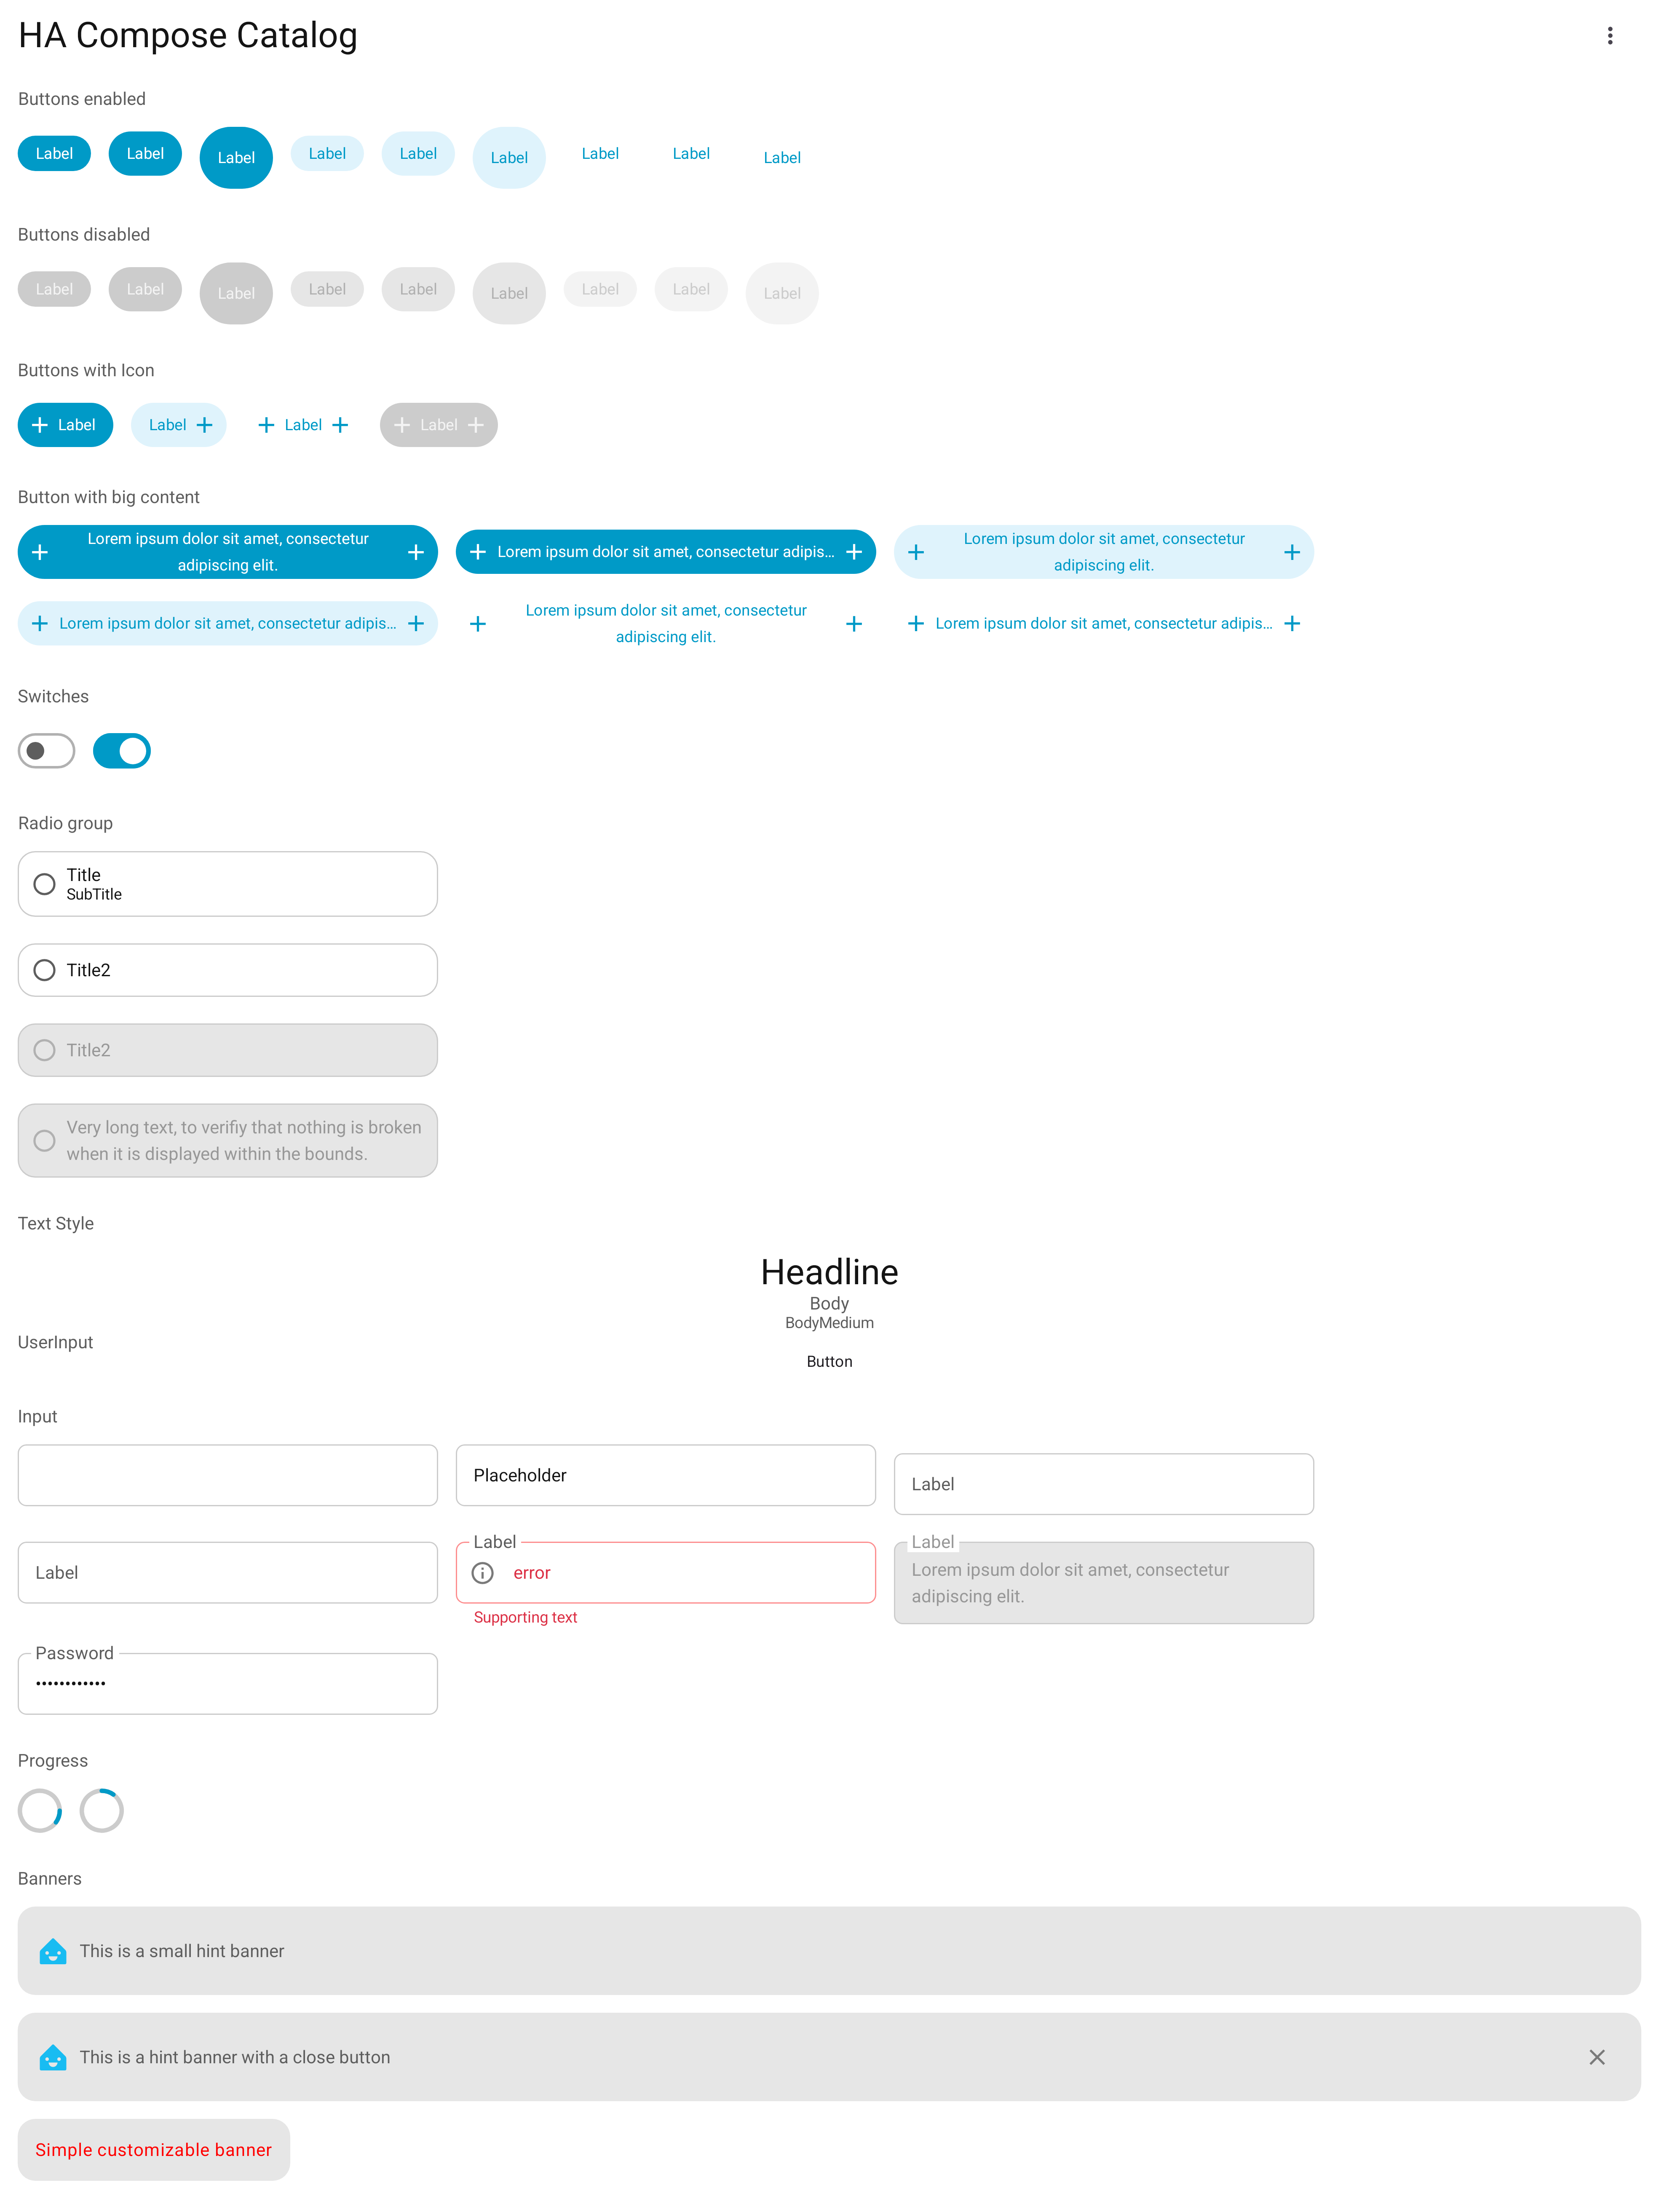 HA Compose Catalog
Buttons enabled
Label Label Label Label Label Label Label Label Label
Buttons disabled
Label Label Label Label Label Label Label Label Label
Buttons with Icon
Label Label Label Label
Button with big content
Lorem ipsum dolor sit amet, consectetur
adipiscing elit.
Lorem ipsum dolor sit amet, consectetur adipis...
Lorem ipsum dolor sit amet, consectetur
adipiscing elit.
Lorem ipsum dolor sit amet, consectetur adipis...
Lorem ipsum dolor sit amet, consectetur
adipiscing elit.
Lorem ipsum dolor sit amet, consectetur adipis...
Switches
Radio group
Title
SubTitle
Title2
Title2
Very long text, to verifiy that nothing is broken
when it is displayed within the bounds.
Text Style
Headline
Body
BodyMedium
UserInput
Button
Input
Placeholder
Label
Label
Label
error
Supporting text
Label
Lorem ipsum dolor sit amet, consectetur
adipiscing elit.
Password
••••••••••••
Progress
Banners
This is a small hint banner
This is a hint banner with a close button
Simple customizable banner